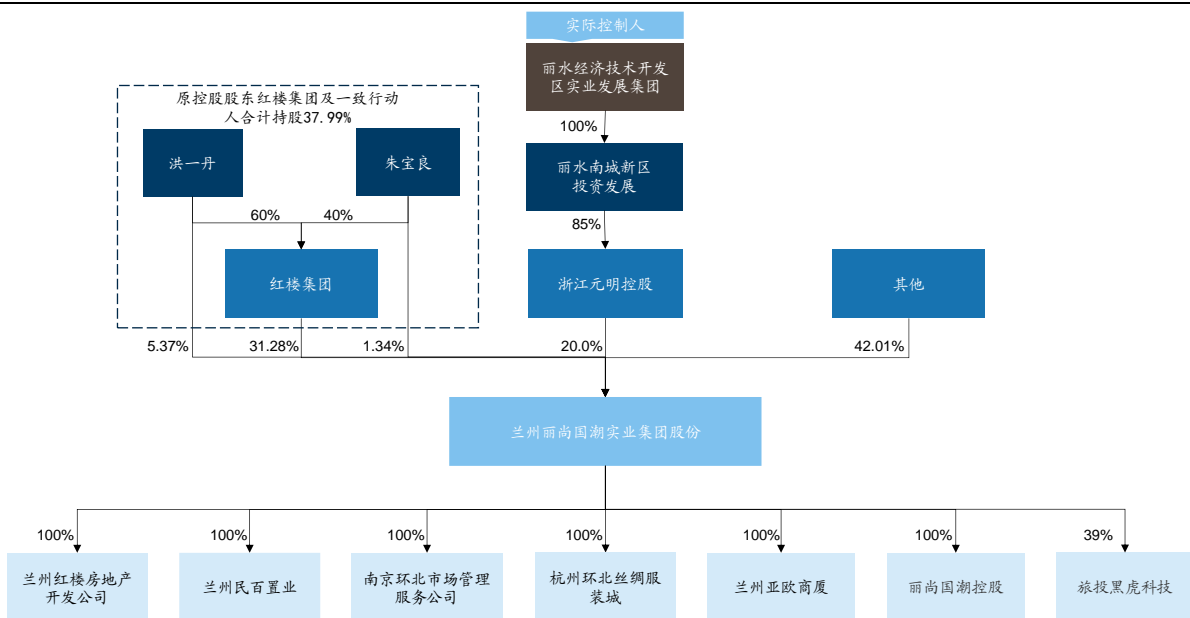 实际控制人
丽水经济技术开发
区实业发展集团
原控股股东红楼集团及一致行动
人合计持股37.99%
100%
洪一丹
朱宝良
丽水南城新区
投资发展
60%
40%
85%
红楼集团
浙江元明控股
其他
5.37%
31.28%
1.34%
20.0%
42.01%
兰州丽尚国潮实业集团股份
100%
100%
100%
100%
100%
100%
39%
兰州红楼房地产
开发公司
兰州民百置业
南京环北市场管理
服务公司
杭州环北丝绸服
装城
兰州亚欧商厦
丽尚国潮控股
旅投黑虎科技